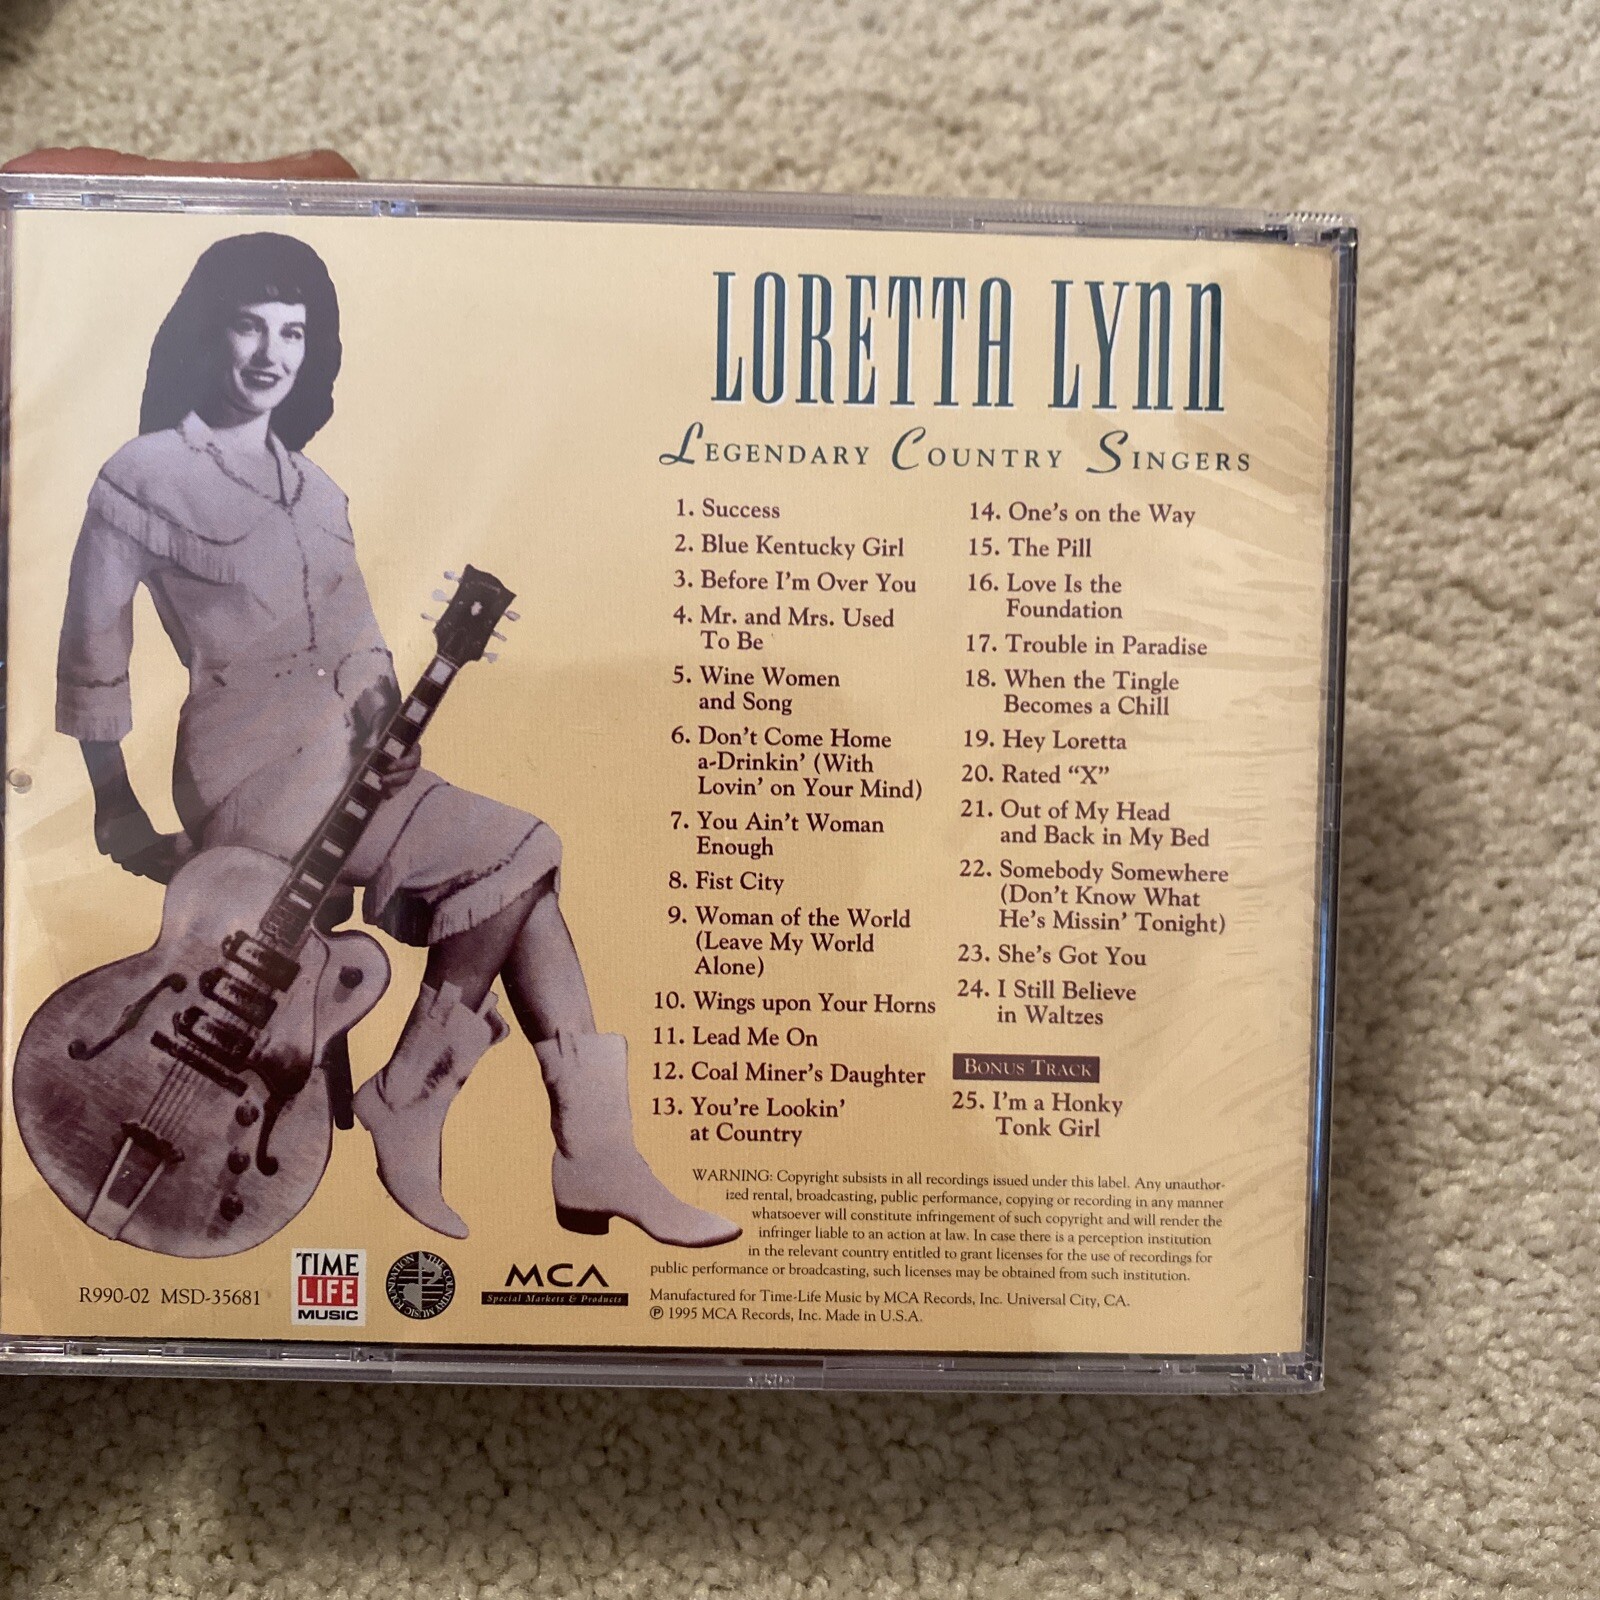 LORETTA LYNN
LEGENDARY COUNTRY SINGERS
1. Success
2. Blue Kentucky Girl
3. Before I'm Over You
4. Mr. and Mrs. Used
To Be
5. Wine Women
and Song
6. Don't Come Home
a-Drinkin' (With
Lovin' on Your Mind)
7. You Ain't Woman
Enough
8. Fist City
9. Woman of the World
(Leave My World
Alone)
10. Wings upon Your Horns
11. Lead Me On
12. Coal Miner's Daughter
13. You're Lookin'
at Country
14. One's on the Way
15. The Pill
16. Love Is the
Foundation
17. Trouble in Paradise
18. When the Tingle
Becomes a Chill
19. Hey Loretta
20. Rated “X”
21. Out of My Head
and Back in My Bed
22. Somebody Somewhere
(Don't Know What
He's Missin' Tonight)
23. She's Got You
24. I Still Believe
in Waltzes
BONUS TRACK
25. I'm a Honky
Tonk Girl
WARNING: Copyright subsists in all recordings issued under this label. Any unauthor-
ized rental, broadcasting, public performance, copying or recording in any manner
whatsoever will constitute infringement of such copyright and will render the
infringer liable to an action at law. In case there is a perception institution
in the relevant country entitled to grant licenses for the use of recordings for
public performance or broadcasting, such licenses may be obtained from such institution.
Manufactured for Time-Life Music by MCA Records, Inc. Universal City, CA.
℗ 1995 MCA Records, Inc. Made in U.S.A.
R990-02 MSD-35681
TIME
LIFE
MUSIC
THE COUNTRY MUSIC FOUNDATION
MCA
Special Markets & Products